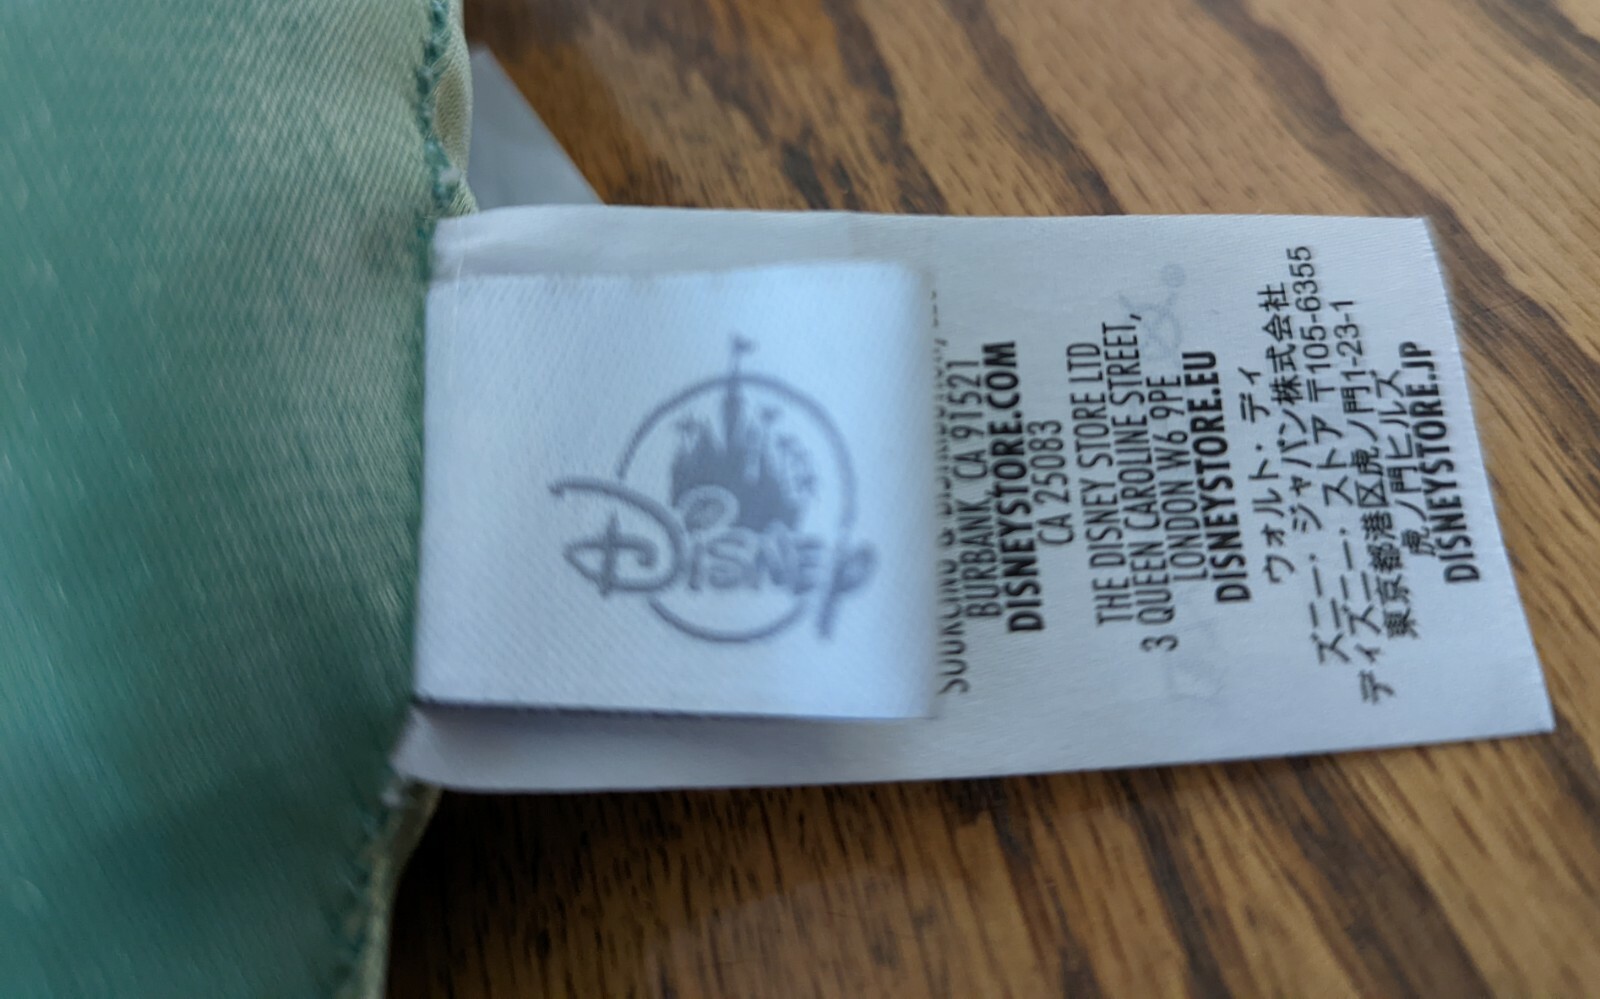 DISNEY
SOURCING & DISTRIBUTION, LLC
BURBANK, CA 91521
DISNEYSTORE.COM
CA 25083
THE DISNEY STORE LTD
3 QUEEN CAROLINE STREET,
LONDON W6 9PE
DISNEYSTORE.EU
ウォルト・ディ
ズニー・ジャパン株式会社
ディズニー・ストア 〒105-6355
東京都港区虎ノ門1-23-1
虎ノ門ヒルズ
DISNEYSTORE.JP